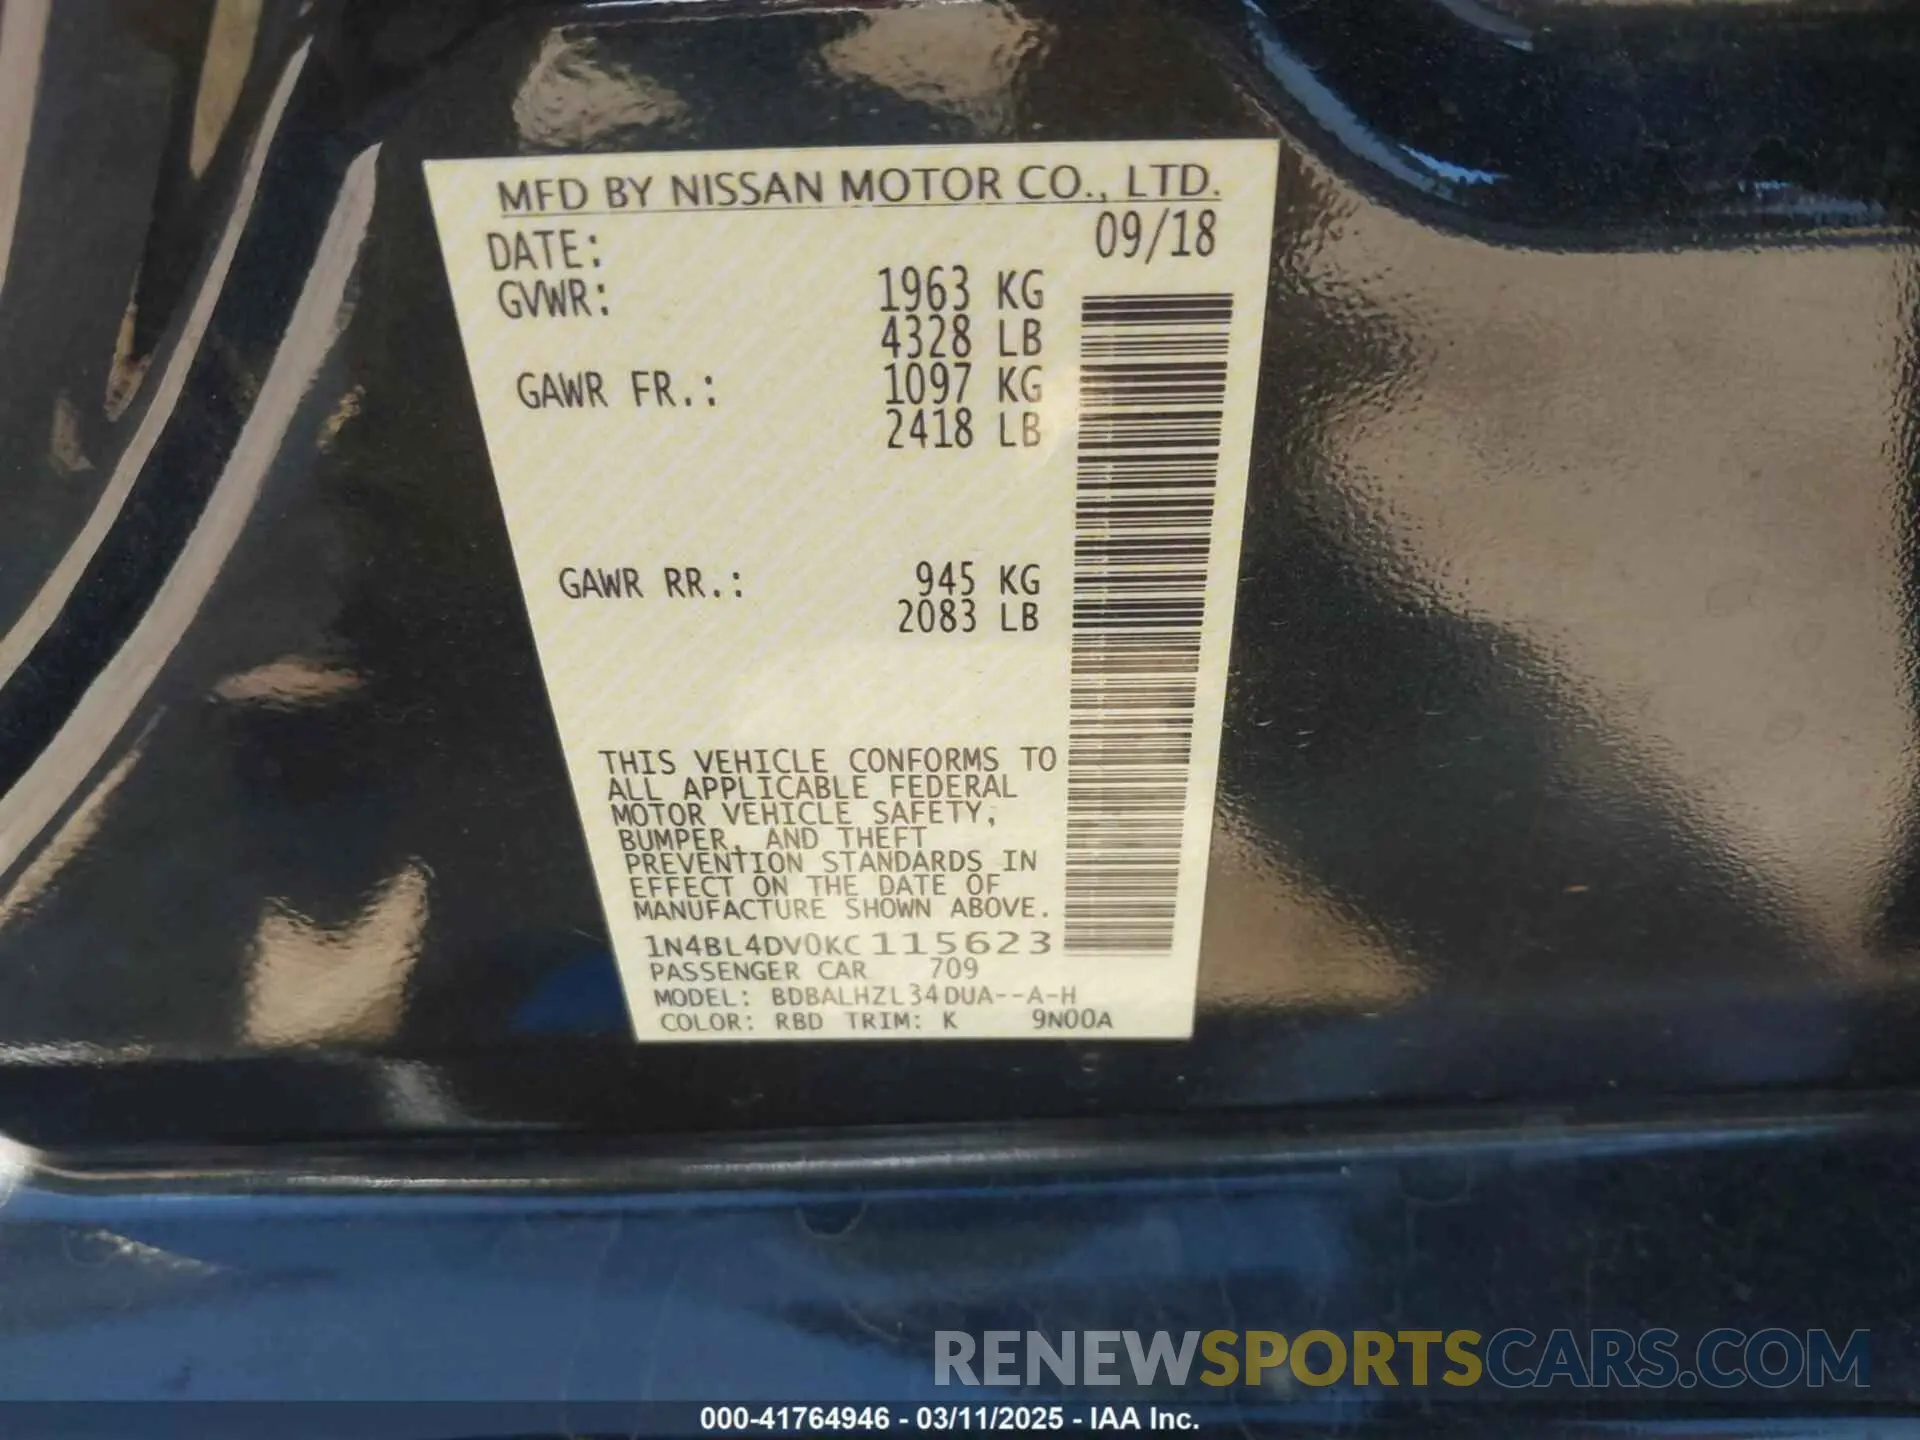 MFD BY NISSAN MOTOR CO., LTD.
DATE: 09/18
GVWR: 1963 KG
4328 LB
GAWR FR.: 1097 KG
2418 LB
GAWR RR.: 945 KG
2083 LB
THIS VEHICLE CONFORMS TO
ALL APPLICABLE FEDERAL
MOTOR VEHICLE SAFETY,
BUMPER, AND THEFT
PREVENTION STANDARDS IN
EFFECT ON THE DATE OF
MANUFACTURE SHOWN ABOVE.
1N4BL4DV0KC115623
PASSENGER CAR 709
MODEL: BDBALHZL34DUA--A-H
COLOR: RBD TRIM: K 9N00A
RENEWSPORTSCARS.COM
000-41764946 - 03/11/2025 - IAA Inc.